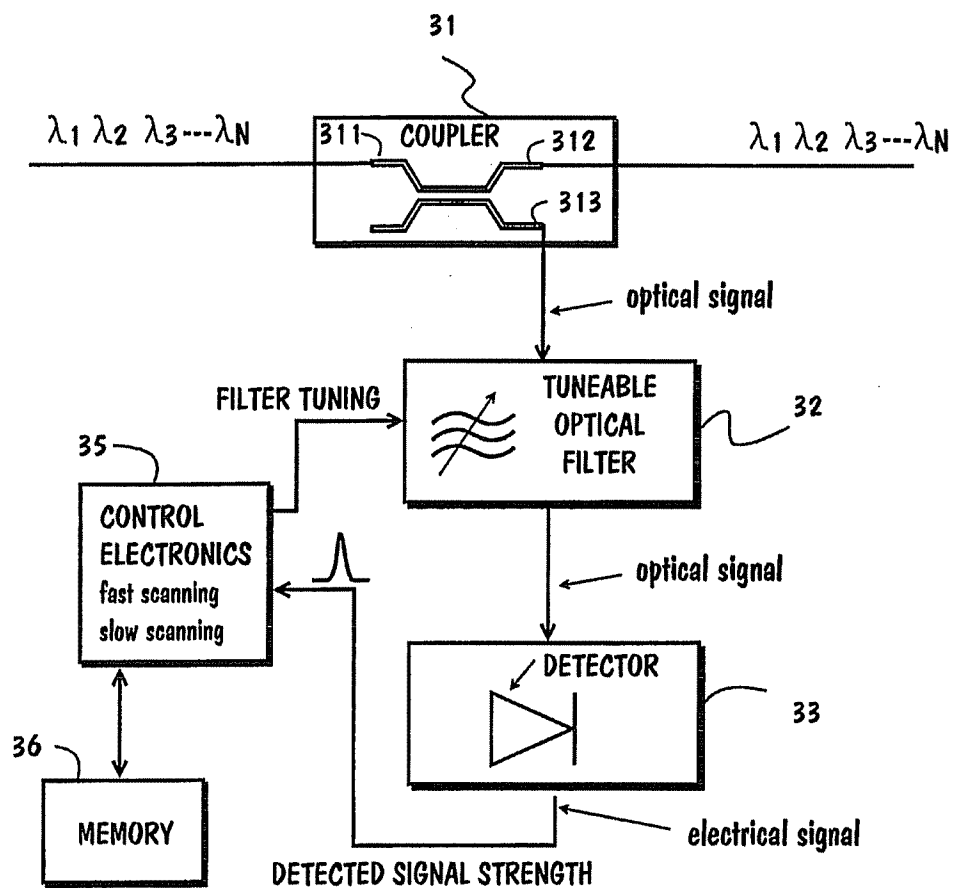 31
λ1 λ2 λ3---λN
λ1 λ2 λ3---λN
311
COUPLER
312
313
optical signal
FILTER TUNING
TUNEABLE
OPTICAL
FILTER
32
35
CONTROL
ELECTRONICS
fast scanning
slow scanning
optical signal
DETECTOR
33
36
MEMORY
electrical signal
DETECTED SIGNAL STRENGTH